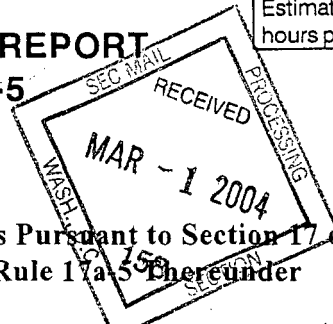 REPORT
Estimat
hours p
-5
SEC MAIL
PROCESSING
RECEIVED
MAR - 1 2004
WASH. D.C.
155
SECTION
s Pursuant to Section 17 o
Rule 17a-5 Thereunder